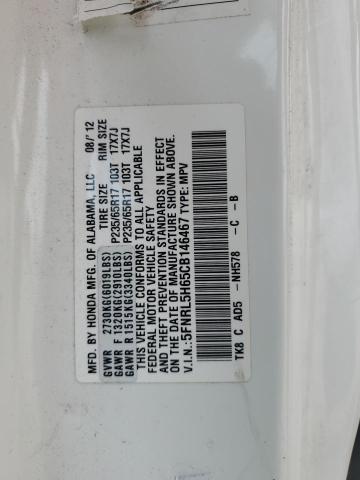 MFD. BY HONDA MFG. OF ALABAMA, LLC 08/'12
TIRE SIZE RIM SIZE
GVWR 2730KG(6019LBS)
GAWR F 1320KG(2910LBS) P235/65R17 103T 17X7J
GAWR R 1515KG(3340LBS) P235/65R17 103T 17X7J
THIS VEHICLE CONFORMS TO ALL APPLICABLE
FEDERAL MOTOR VEHICLE SAFETY
AND THEFT PREVENTION STANDARDS IN EFFECT
ON THE DATE OF MANUFACTURE SHOWN ABOVE.
V.I.N.:5FNRL5H65CB146467 TYPE: MPV
TK8 C AD5 -NH578 -C -B